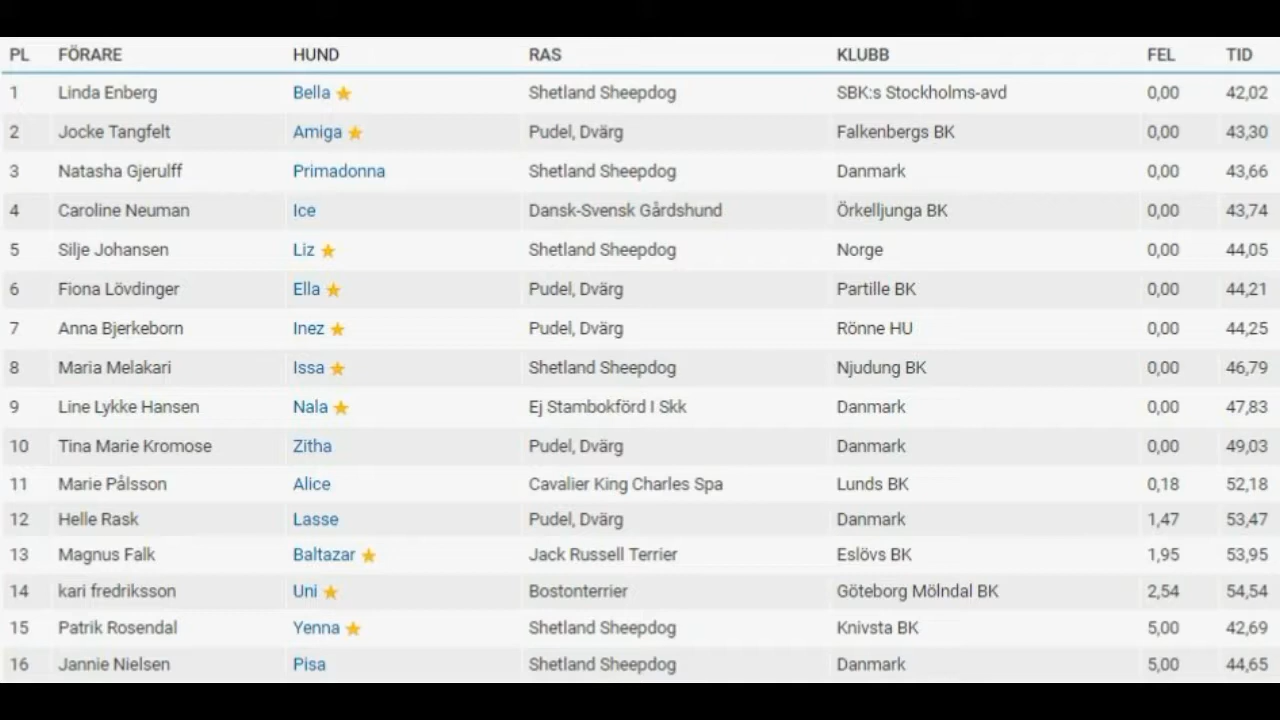 PL FÖRARE HUND RAS KLUBB FEL TID
1 Linda Enberg Bella Shetland Sheepdog SBK:s Stockholms-avd 0,00 42,02
2 Jocke Tangfelt Amiga Pudel, Dvärg Falkenbergs BK 0,00 43,30
3 Natasha Gjerulff Primadonna Shetland Sheepdog Danmark 0,00 43,66
4 Caroline Neuman Ice Dansk-Svensk Gårdshund Örkelljunga BK 0,00 43,74
5 Silje Johansen Liz Shetland Sheepdog Norge 0,00 44,05
6 Fiona Lövdinger Ella Pudel, Dvärg Partille BK 0,00 44,21
7 Anna Bjerkeborn Inez Pudel, Dvärg Rönne HU 0,00 44,25
8 Maria Melakari Issa Shetland Sheepdog Njudung BK 0,00 46,79
9 Line Lykke Hansen Nala Ej Stambokförd I Skk Danmark 0,00 47,83
10 Tina Marie Kromose Zitha Pudel, Dvärg Danmark 0,00 49,03
11 Marie Pålsson Alice Cavalier King Charles Spa Lunds BK 0,18 52,18
12 Helle Rask Lasse Pudel, Dvärg Danmark 1,47 53,47
13 Magnus Falk Baltazar Jack Russell Terrier Eslövs BK 1,95 53,95
14 kari fredriksson Uni Bostonterrier Göteborg Mölndal BK 2,54 54,54
15 Patrik Rosendal Yenna Shetland Sheepdog Knivsta BK 5,00 42,69
16 Jannie Nielsen Pisa Shetland Sheepdog Danmark 5,00 44,65